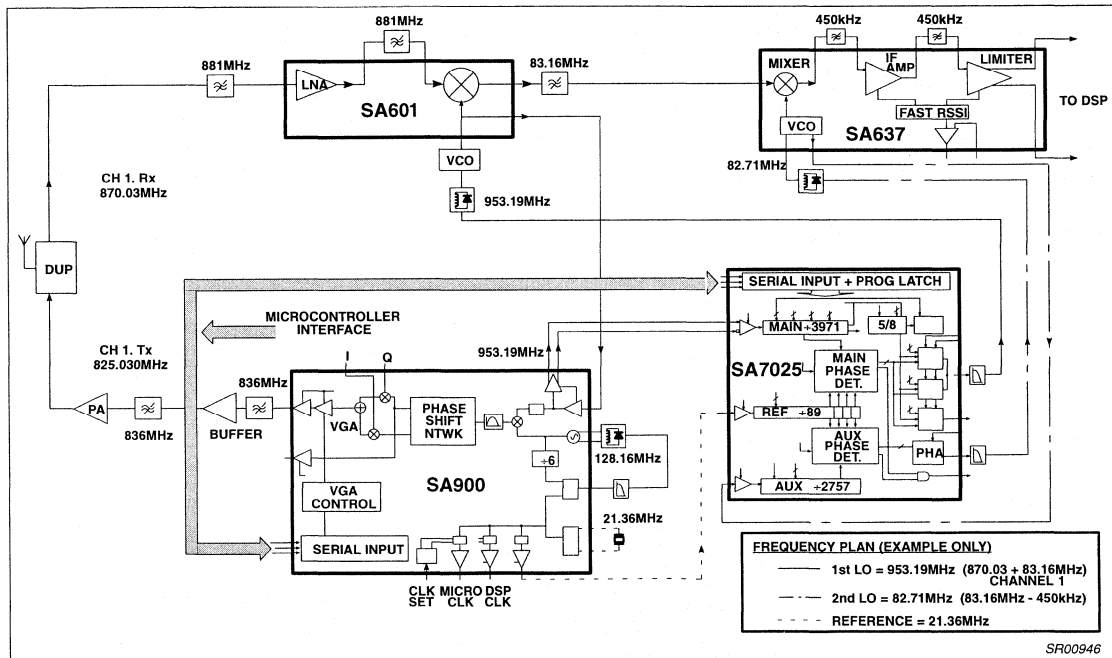 881MHz
450kHz
450kHz
881MHz
LNA
83.16MHz
SA601
MIXER
IF
AMP
LIMITER
TO DSP
FAST RSSI
VCO
SA637
VCO
82.71MHz
953.19MHz
CH 1. Rx
870.03MHz
DUP
MICROCONTROLLER
INTERFACE
SERIAL INPUT + PROG LATCH
MAIN ÷3971
5/8
MAIN
PHASE
DET.
SA7025
REF ÷89
AUX
PHASE
DET.
PHA
AUX ÷2757
CH 1. Tx
825.030MHz
I
Q
953.19MHz
PA
836MHz
BUFFER
836MHz
VGA
PHASE
SHIFT
NTWK
128.16MHz
÷6
SA900
VGA
CONTROL
21.36MHz
SERIAL INPUT
CLK
SET
MICRO
CLK
DSP
CLK
FREQUENCY PLAN (EXAMPLE ONLY)
1st LO = 953.19MHz (870.03 + 83.16MHz)
CHANNEL 1
2nd LO = 82.71MHz (83.16MHz - 450kHz)
REFERENCE = 21.36MHz
SR00946